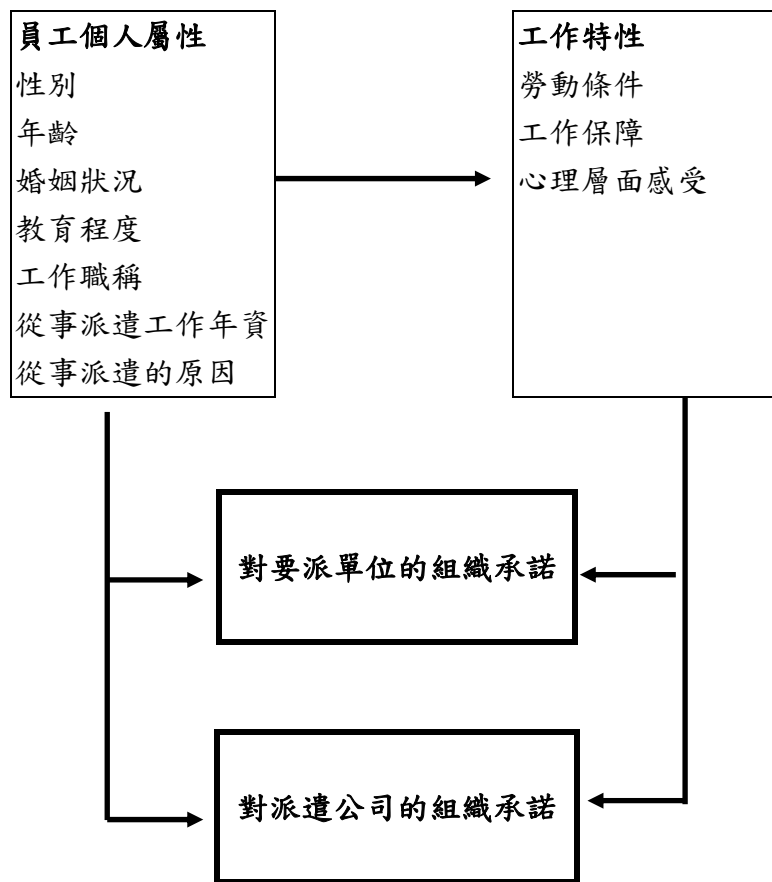 員工個人屬性
性別
年齡
婚姻狀況
教育程度
工作職稱
從事派遣工作年資
從事派遣的原因
工作特性
勞動條件
工作保障
心理層面感受
對要派單位的組織承諾
對派遣公司的組織承諾